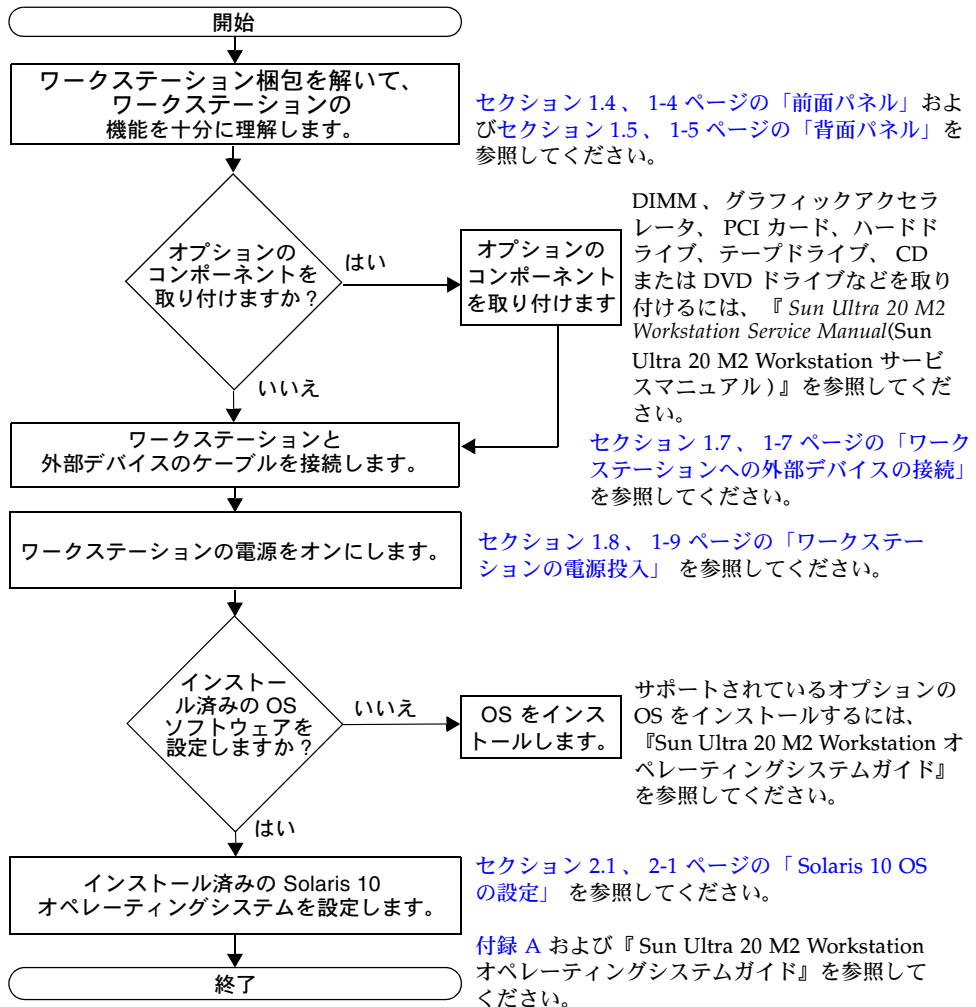 開始
ワークステーション梱包を解いて、
ワークステーションの
機能を十分に理解します。
セクション 1.4 、 1-4 ページの「前面パネル」およ
びセクション 1.5 、 1-5 ページの「背面パネル」を
参照してください。
オプションの
コンポーネントを
取り付けますか？
はい
オプションの
コンポーネント
を取り付けます
DIMM 、グラフィックアクセラ
レータ、 PCI カード、ハードド
ライブ、テープドライブ、 CD
または DVD ドライブなどを取り
付けるには、『 Sun Ultra 20 M2
Workstation Service Manual(Sun
Ultra 20 M2 Workstation サービ
スマニュアル ) 』を参照してくだ
さい。
いいえ
ワークステーションと
外部デバイスのケーブルを接続します。
セクション 1.7 、 1-7 ページの「ワーク
ステーションへの外部デバイスの接続」
を参照してください。
ワークステーションの電源をオンにします。
セクション 1.8 、 1-9 ページの「ワークステー
ションの電源投入」 を参照してください。
インストー
ル済みの OS
ソフトウェアを
設定しますか？
いいえ
OS をインス
トールします。
サポートされているオプションの
OS をインストールするには、
『Sun Ultra 20 M2 Workstation オ
ペレーティングシステムガイド』
を参照してください。
はい
インストール済みの Solaris 10
オペレーティングシステムを設定します。
セクション 2.1 、 2-1 ページの「 Solaris 10 OS
の設定」 を参照してください。
終了
付録 A および『 Sun Ultra 20 M2 Workstation
オペレーティングシステムガイド』を参照して
ください。